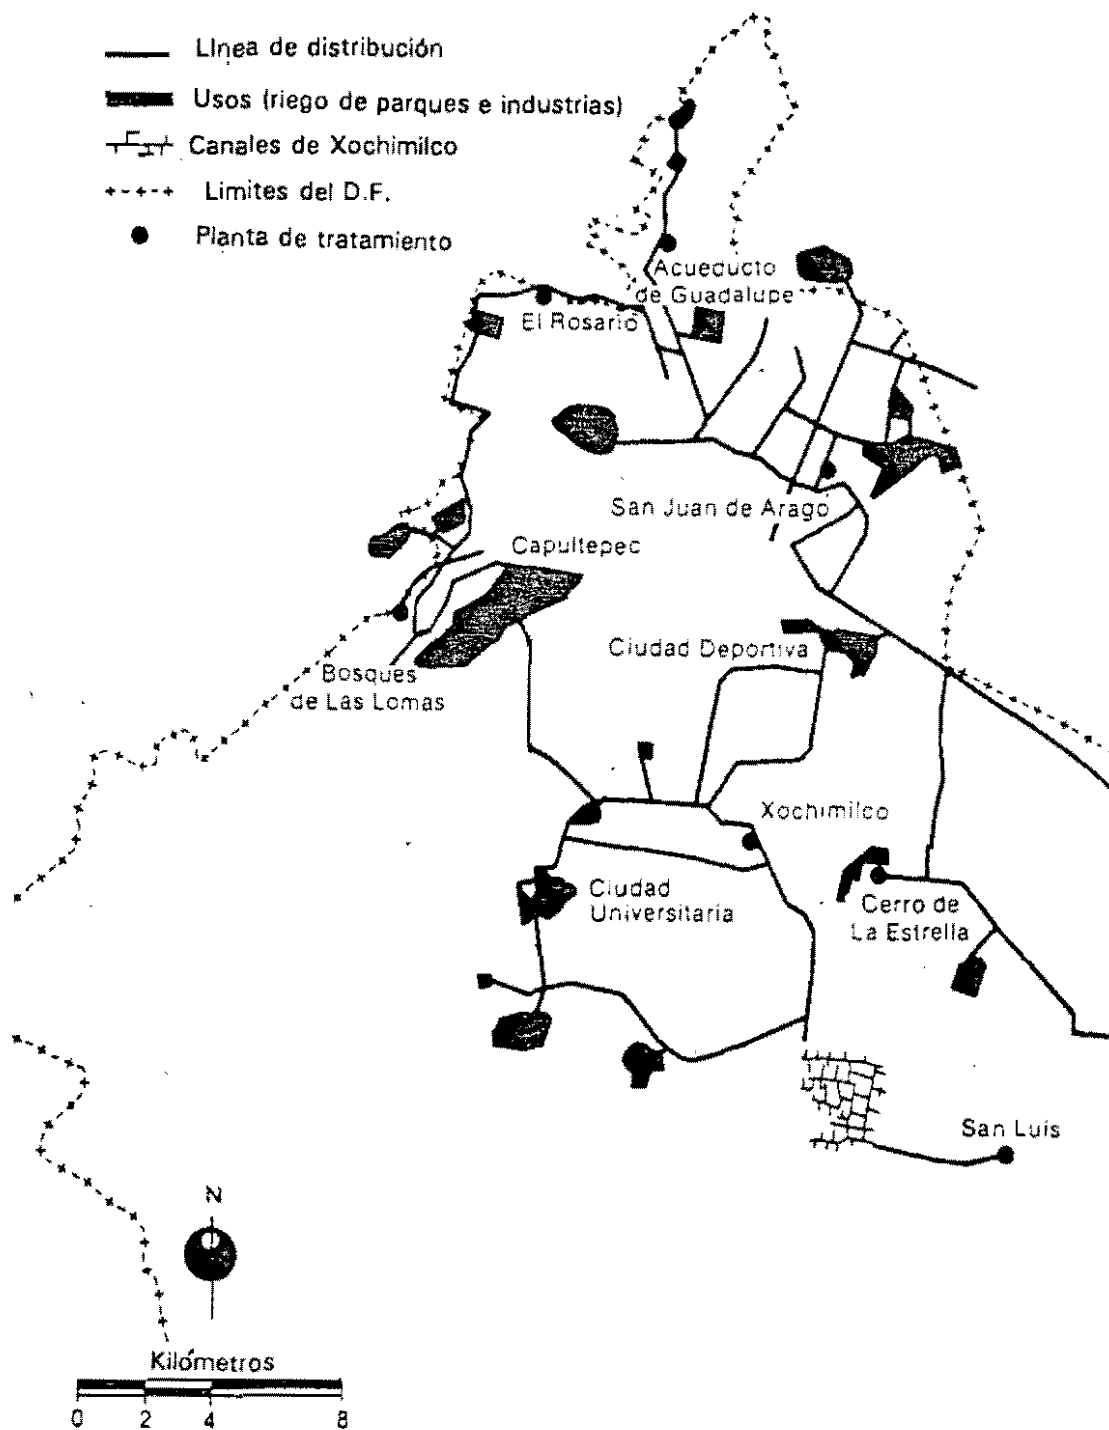 Línea de distribución
Usos (riego de parques e industrias)
Canales de Xochimilco
Limites del D.F.
Planta de tratamiento
Acueducto
de Guadalupe
El Rosario
San Juan de Arago
Capultepec
Ciudad Deportiva
Bosques
de Las Lomas
Xochimilco
Ciudad
Universitaria
Cerro de
La Estrella
San Luis
N
Kilómetros
0 2 4 8